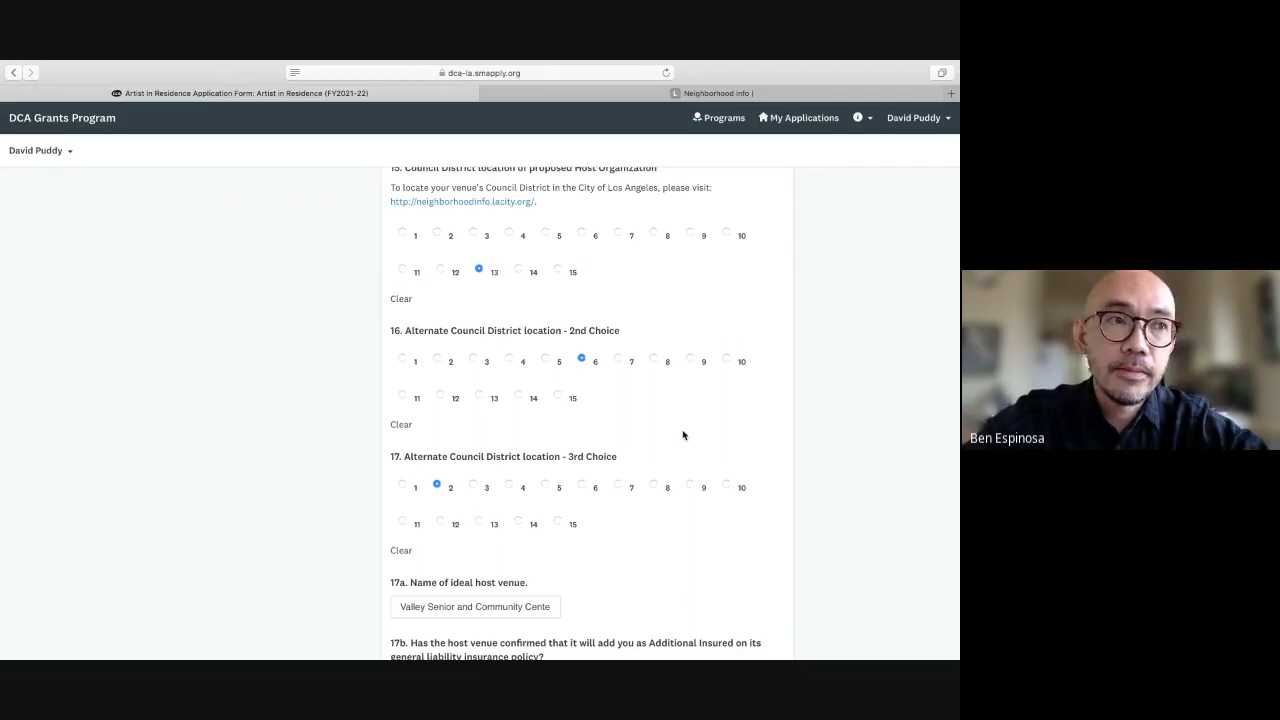 dca-la.smapply.org
Artist in Residence Application Form: Artist in Residence (FY2021-22)
L Neighborhood Info |
DCA Grants Program
Programs My Applications David Puddy
David Puddy
15. Council District location of proposed Host Organization
To locate your venue's Council District in the City of Los Angeles, please visit:
http://neighborhoodinfo.lacity.org/.
1 2 3 4 5 6 7 8 9 10
11 12 13 14 15
Clear
16. Alternate Council District location - 2nd Choice
1 2 3 4 5 6 7 8 9 10
11 12 13 14 15
Clear
17. Alternate Council District location - 3rd Choice
1 2 3 4 5 6 7 8 9 10
11 12 13 14 15
Clear
17a. Name of ideal host venue.
Valley Senior and Community Cente
17b. Has the host venue confirmed that it will add you as Additional Insured on its
general liability insurance policy?
Ben Espinosa